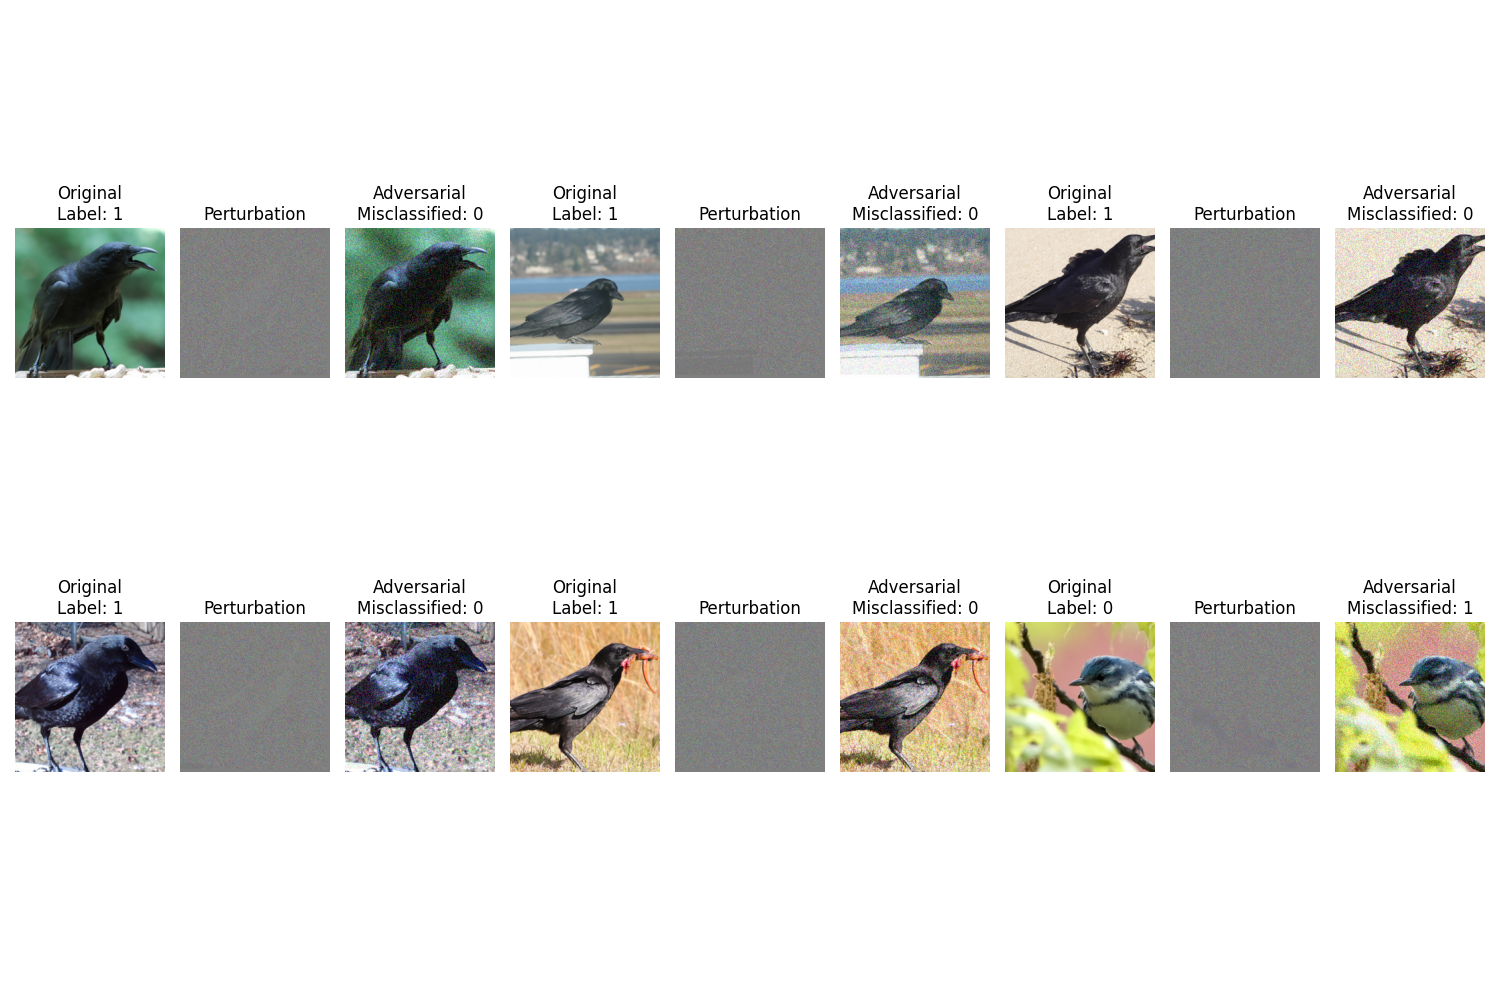 Original
Label: 1
Perturbation
Adversarial
Misclassified: 0
Original
Label: 1
Perturbation
Adversarial
Misclassified: 0
Original
Label: 1
Perturbation
Adversarial
Misclassified: 0
Original
Label: 1
Perturbation
Adversarial
Misclassified: 0
Original
Label: 1
Perturbation
Adversarial
Misclassified: 0
Original
Label: 0
Perturbation
Adversarial
Misclassified: 1